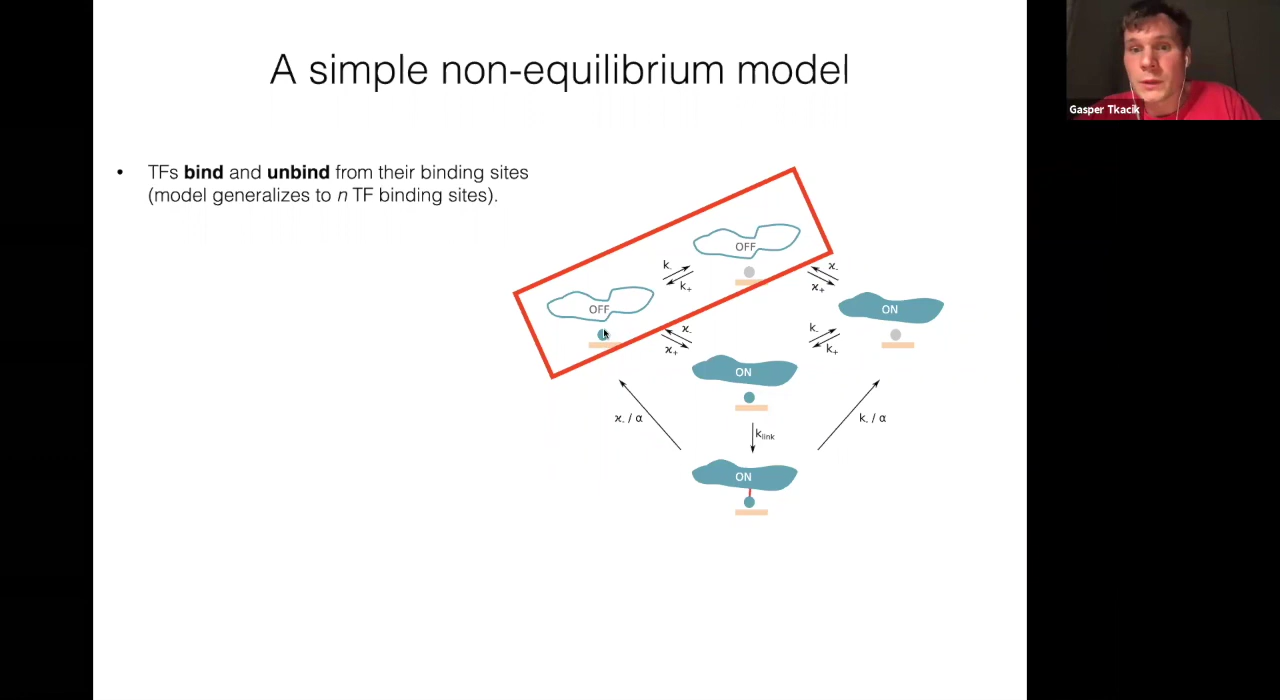 A simple non-equilibrium model
Gasper Tkacik
• TFs bind and unbind from their binding sites
(model generalizes to n TF binding sites).
OFF
k-
k+
ϰ-
ϰ+
OFF
ON
ϰ-
ϰ+
k-
k+
ON
ϰ- / α
klink
k- / α
ON